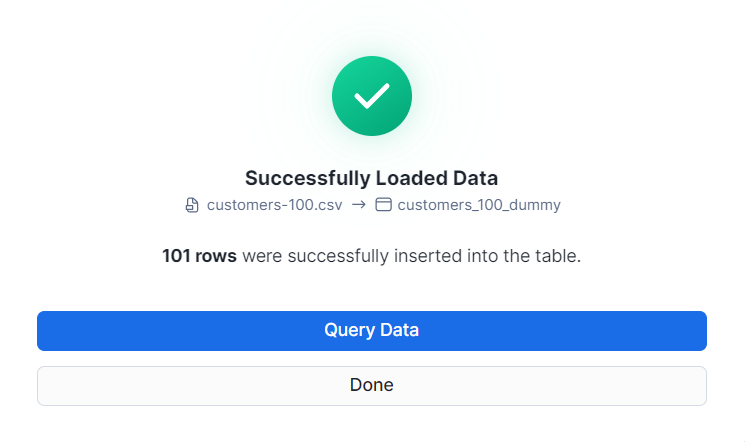 Successfully Loaded Data
customers-100.csv → customers_100_dummy
101 rows were successfully inserted into the table.
Query Data
Done